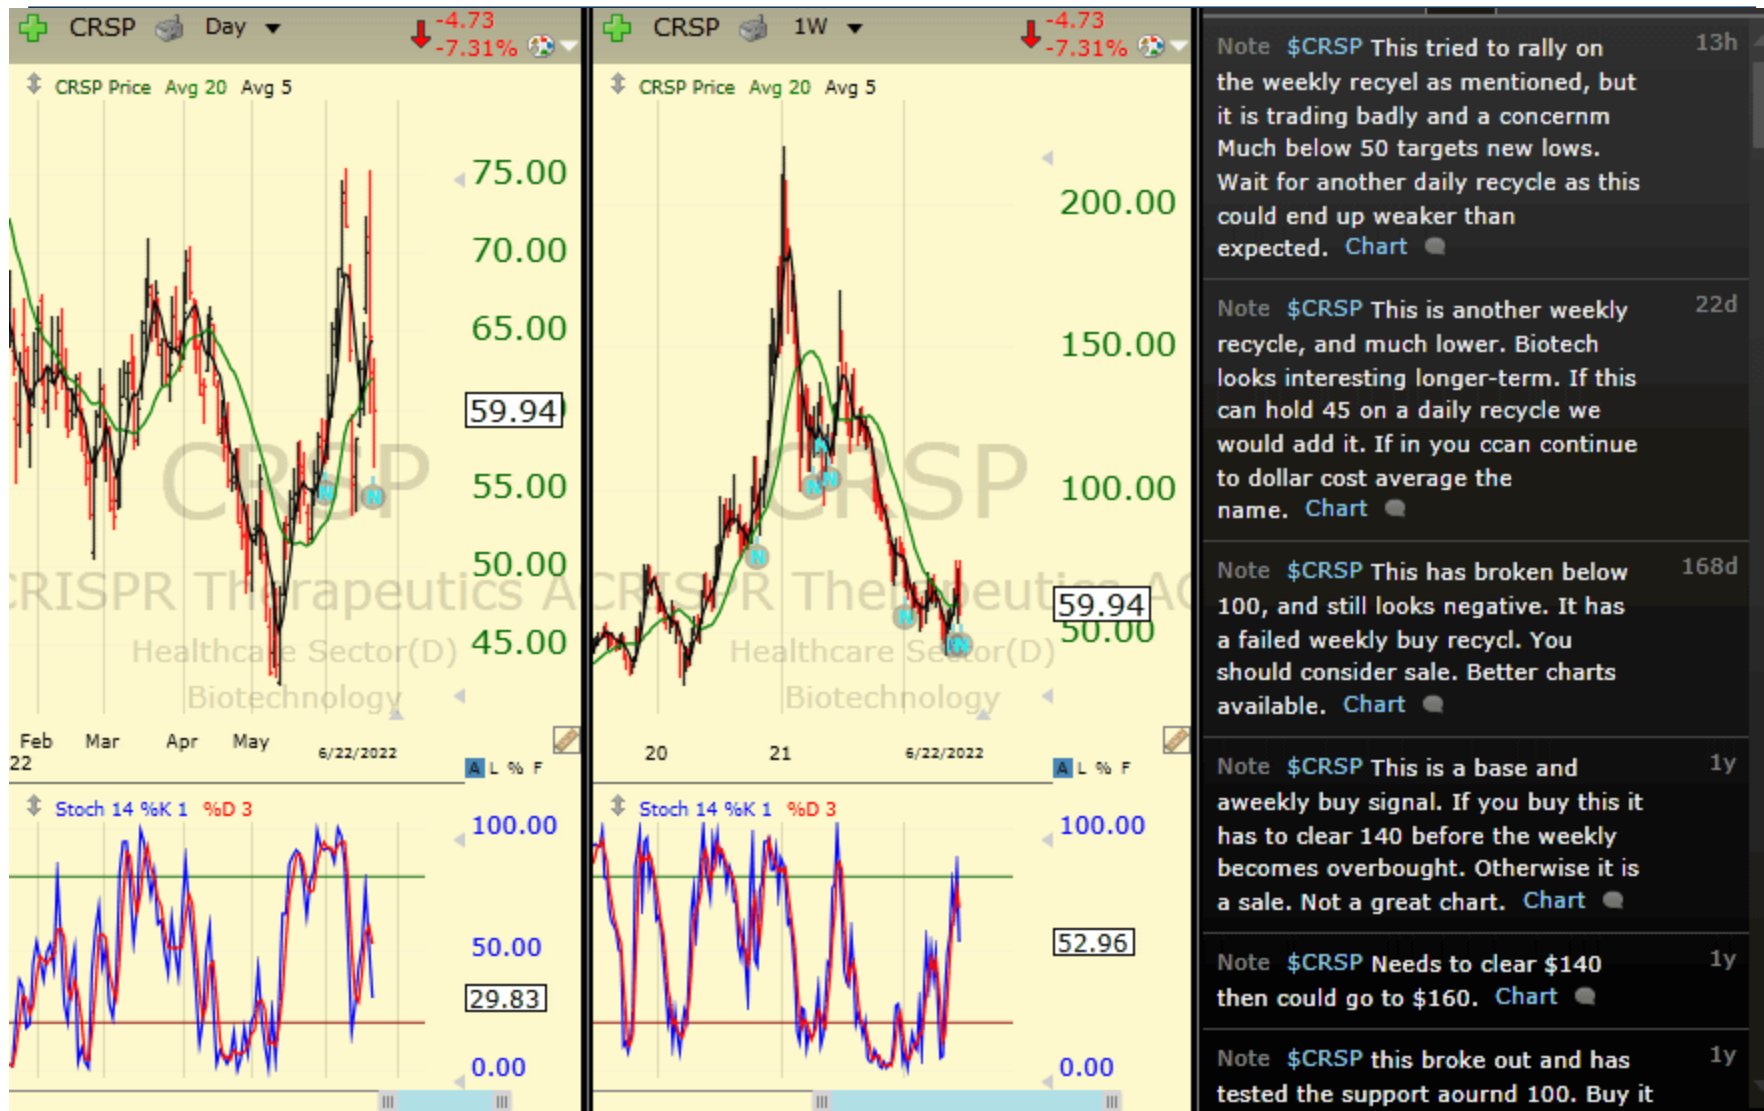 CRSP Day
-4.73
-7.31%
CRSP Price Avg 20 Avg 5
75.00
70.00
65.00
59.94
55.00
50.00
45.00
CRSP
CRISPR Therapeutics A
Healthcare Sector(D)
Biotechnology
Feb Mar Apr May 6/22/2022
22
A L % F
Stoch 14 %K 1 %D 3
100.00
50.00
29.83
0.00
CRSP 1W
-4.73
-7.31%
CRSP Price Avg 20 Avg 5
200.00
150.00
100.00
59.94
50.00
CRSP
CRISPR Therapeutics AC
Healthcare Sector(D)
Biotechnology
N
N
N
N
N
N
N
N
20 21 6/22/2022
A L % F
Stoch 14 %K 1 %D 3
100.00
52.96
0.00
Note $CRSP This tried to rally on 13h
the weekly recyel as mentioned, but
it is trading badly and a concernm
Much below 50 targets new lows.
Wait for another daily recycle as this
could end up weaker than
expected. Chart
Note $CRSP This is another weekly 22d
recycle, and much lower. Biotech
looks interesting longer-term. If this
can hold 45 on a daily recycle we
would add it. If in you ccan continue
to dollar cost average the
name. Chart
Note $CRSP This has broken below 168d
100, and still looks negative. It has
a failed weekly buy recycl. You
should consider sale. Better charts
available. Chart
Note $CRSP This is a base and 1y
aweekly buy signal. If you buy this it
has to clear 140 before the weekly
becomes overbought. Otherwise it is
a sale. Not a great chart. Chart
Note $CRSP Needs to clear $140 1y
then could go to $160. Chart
Note $CRSP this broke out and has 1y
tested the support aournd 100. Buy it